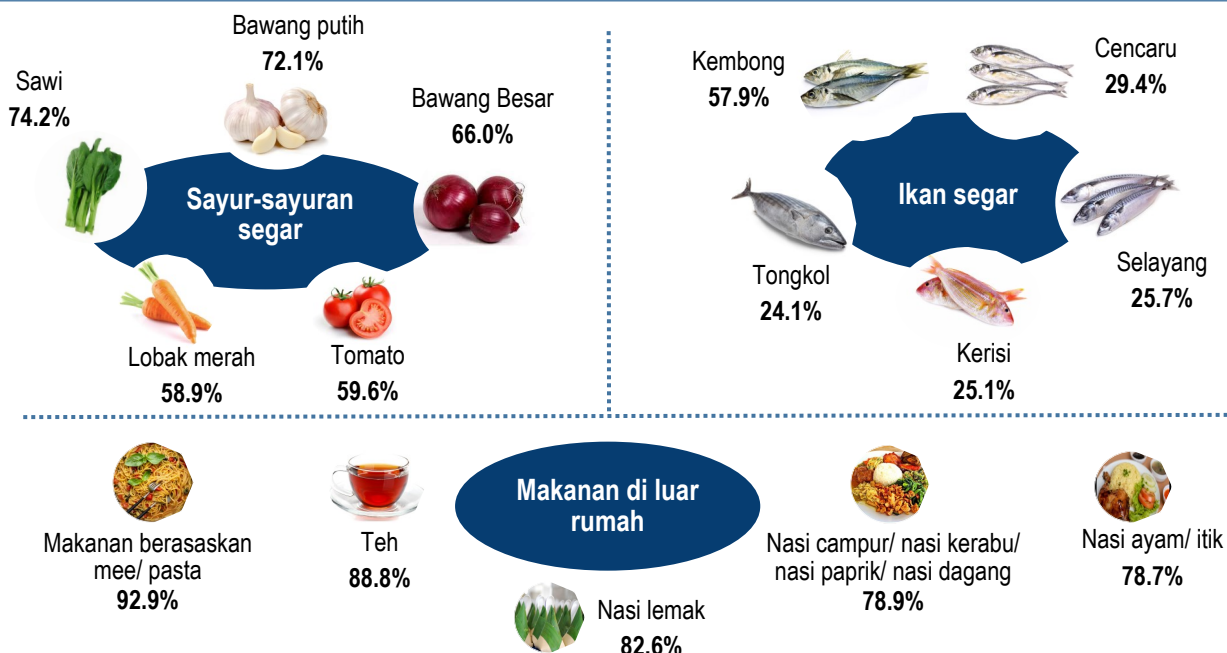 Bawang putih
72.1%
Sawi
74.2%
Bawang Besar
66.0%
Sayur-sayuran
segar
Lobak merah
58.9%
Tomato
59.6%
Kembong
57.9%
Cencaru
29.4%
Ikan segar
Tongkol
24.1%
Selayang
25.7%
Kerisi
25.1%
Makanan berasaskan
mee/ pasta
92.9%
Teh
88.8%
Makanan di luar
rumah
Nasi lemak
82.6%
Nasi campur/ nasi kerabu/
nasi paprik/ nasi dagang
78.9%
Nasi ayam/ itik
78.7%